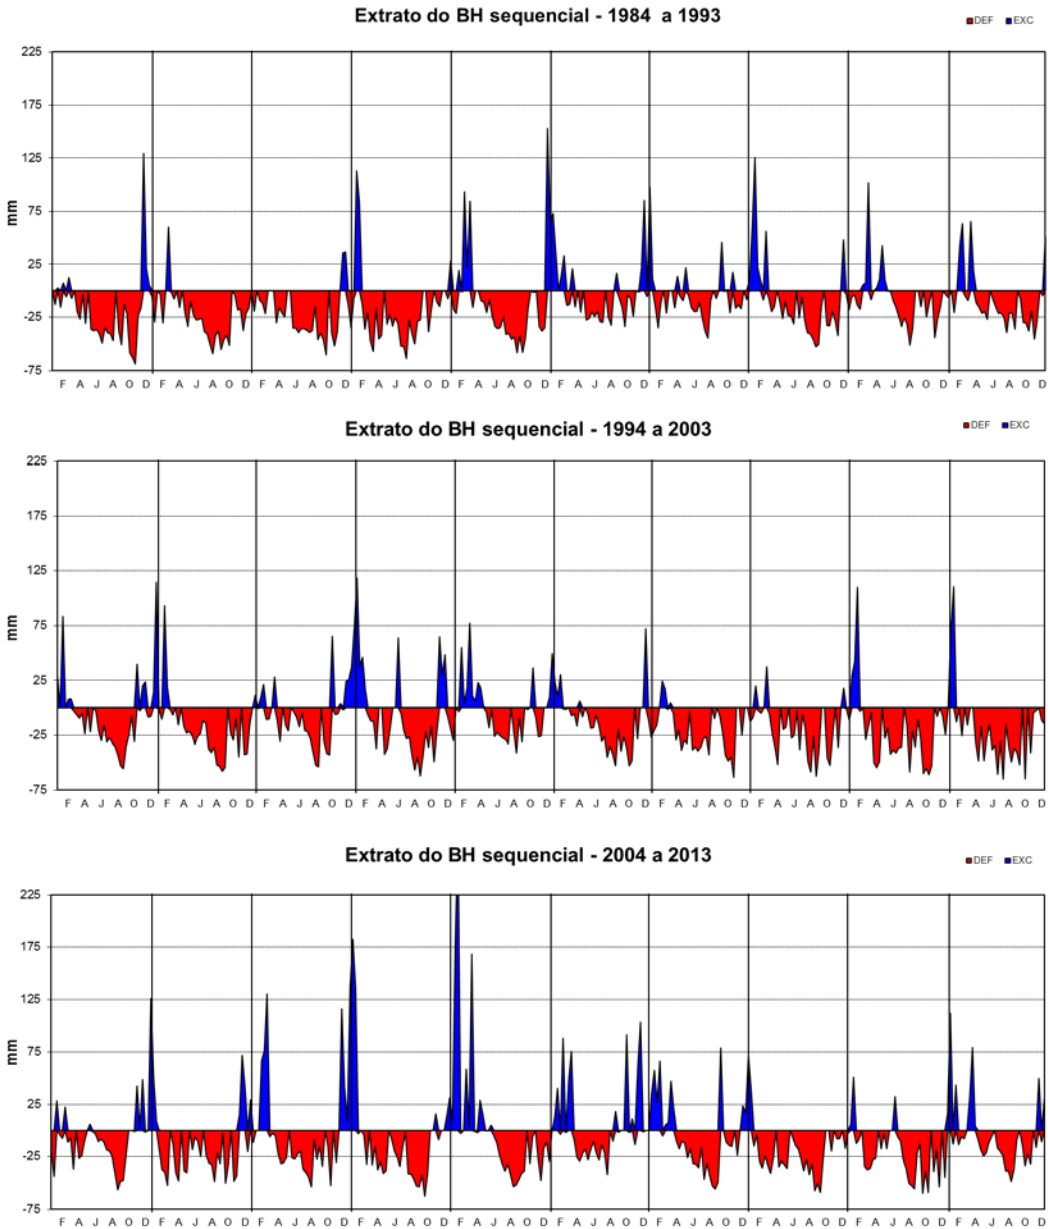 Extrato do BH sequencial - 1984 a 1993
DEF EXC
225
175
125
75
25
-25
-75
mm
F A J A O D F A J A O D F A J A O D F A J A O D F A J A O D F A J A O D F A J A O D F A J A O D F A J A O D F A J A O D
Extrato do BH sequencial - 1994 a 2003
DEF EXC
225
175
125
75
25
-25
-75
mm
F A J A O D F A J A O D F A J A O D F A J A O D F A J A O D F A J A O D F A J A O D F A J A O D F A J A O D F A J A O D
Extrato do BH sequencial - 2004 a 2013
DEF EXC
225
175
125
75
25
-25
-75
mm
F A J A O D F A J A O D F A J A O D F A J A O D F A J A O D F A J A O D F A J A O D F A J A O D F A J A O D F A J A O D